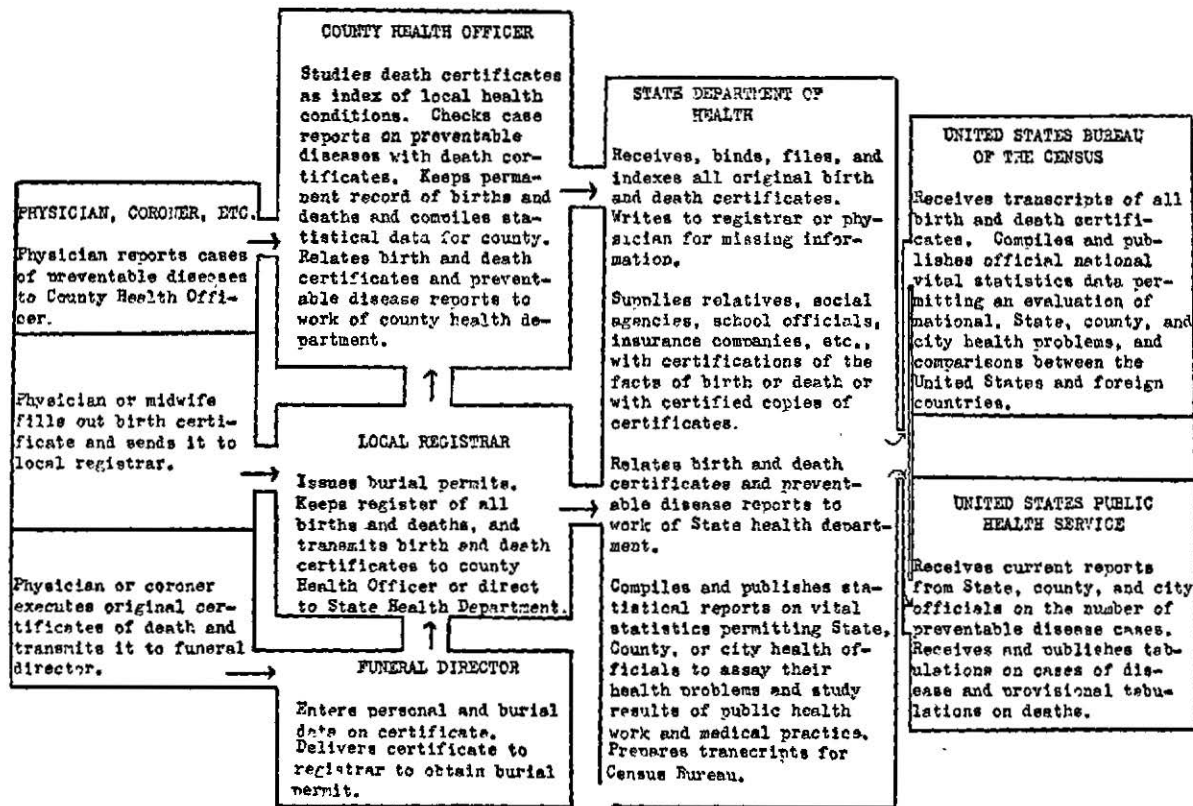 PHYSICIAN, CORONER, ETC.
Physician reports cases
of preventable diseases
to County Health Offi-
cer.
Physician or midwife
fills out birth certi-
ficate and sends it to
local registrar.
Physician or coroner
executes original cer-
tificates of death and
transmits it to funeral
director.
COUNTY HEALTH OFFICER
Studies death certificates
as index of local health
conditions. Checks case
reports on preventable
diseases with death cer-
tificates. Keeps perma-
nent record of births and
deaths and compiles sta-
tistical data for county.
Relates birth and death
certificates and prevent-
able disease reports to
work of county health de-
partment.
LOCAL REGISTRAR
Issues burial permits.
Keeps register of all
births and deaths, and
transmits birth and death
certificates to county
Health Officer or direct
to State Health Department.
FUNERAL DIRECTOR
Enters personal and burial
data on certificate.
Delivers certificate to
registrar to obtain burial
permit.
STATE DEPARTMENT OF
HEALTH
Receives, binds, files, and
indexes all original birth
and death certificates.
Writes to registrar or phy-
sician for missing infor-
mation.
Supplies relatives, social
agencies, school officials,
insurance companies, etc.,
with certifications of the
facts of birth or death or
with certified copies of
certificates.
Relates birth and death
certificates and prevent-
able disease reports to
work of State health depart-
ment.
Compiles and publishes sta-
tistical reports on vital
statistics permitting State,
County, or city health of-
ficials to assay their
health problems and study
results of public health
work and medical practice.
Prepares transcripts for
Census Bureau.
UNITED STATES BUREAU
OF THE CENSUS
Receives transcripts of all
birth and death certifi-
cates. Compiles and pub-
lishes official national
vital statistics data per-
mitting an evaluation of
national, State, county, and
city health problems, and
comparisons between the
United States and foreign
countries.
UNITED STATES PUBLIC
HEALTH SERVICE
Receives current reports
from State, county, and city
officials on the number of
preventable disease cases.
Receives and publishes tab-
ulations on cases of dis-
ease and provisional tabu-
lations on deaths.